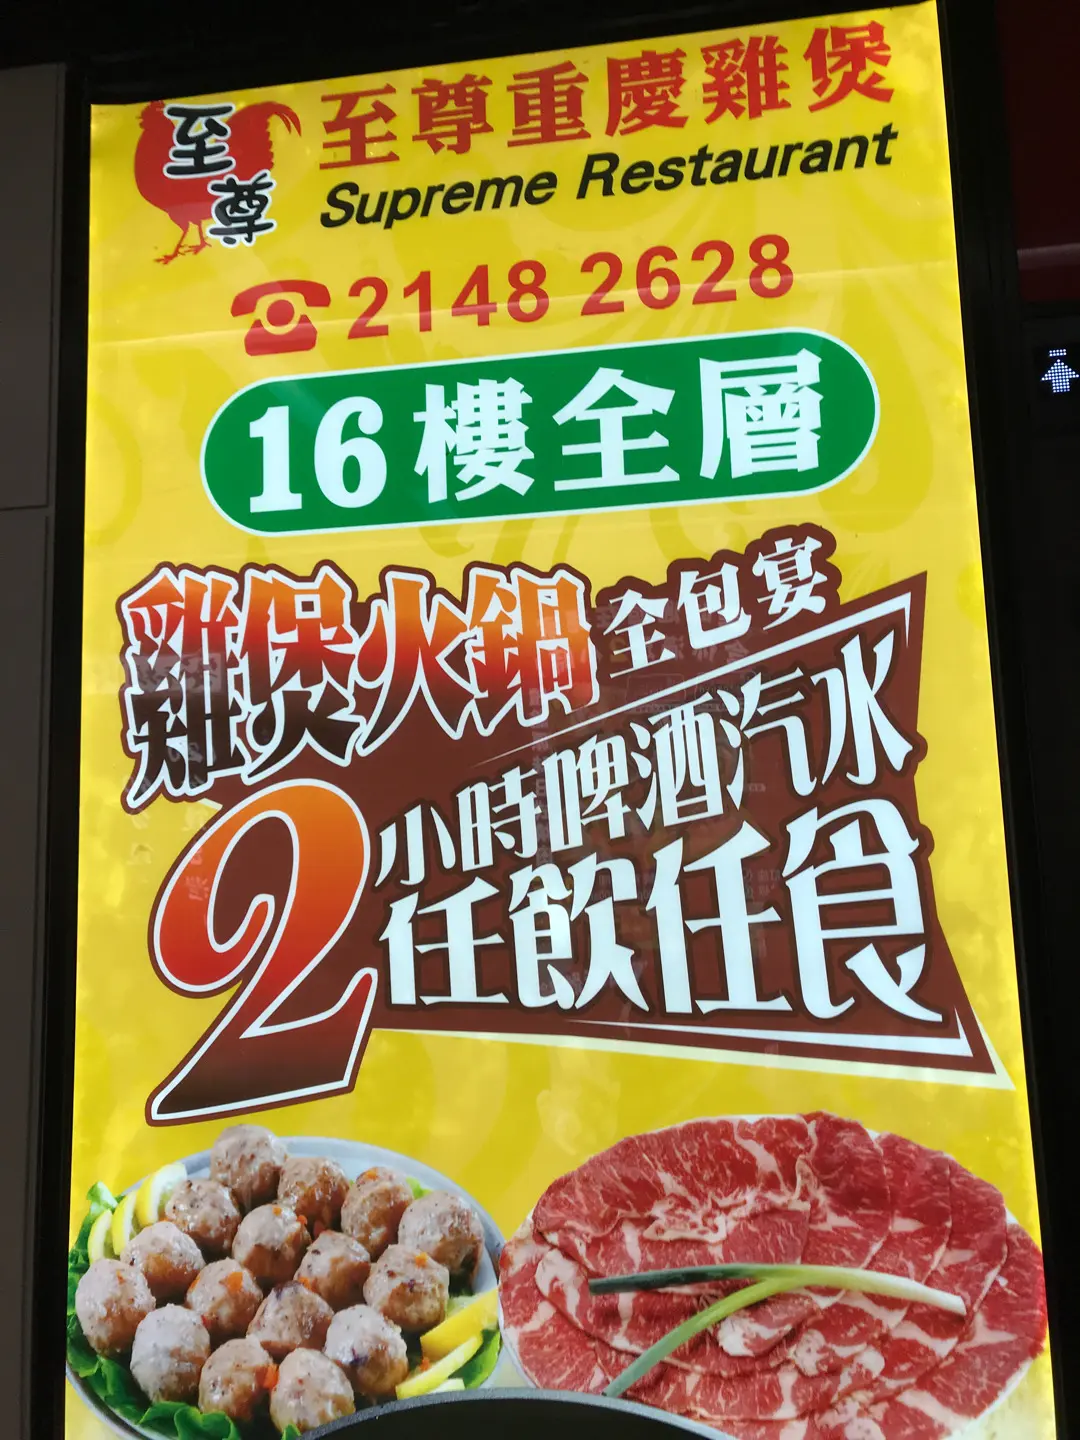 至尊
至尊重慶雞煲
Supreme Restaurant
☎2148 2628
16樓全層
雞煲火鍋全包宴
2小時啤酒汽水
任飲任食